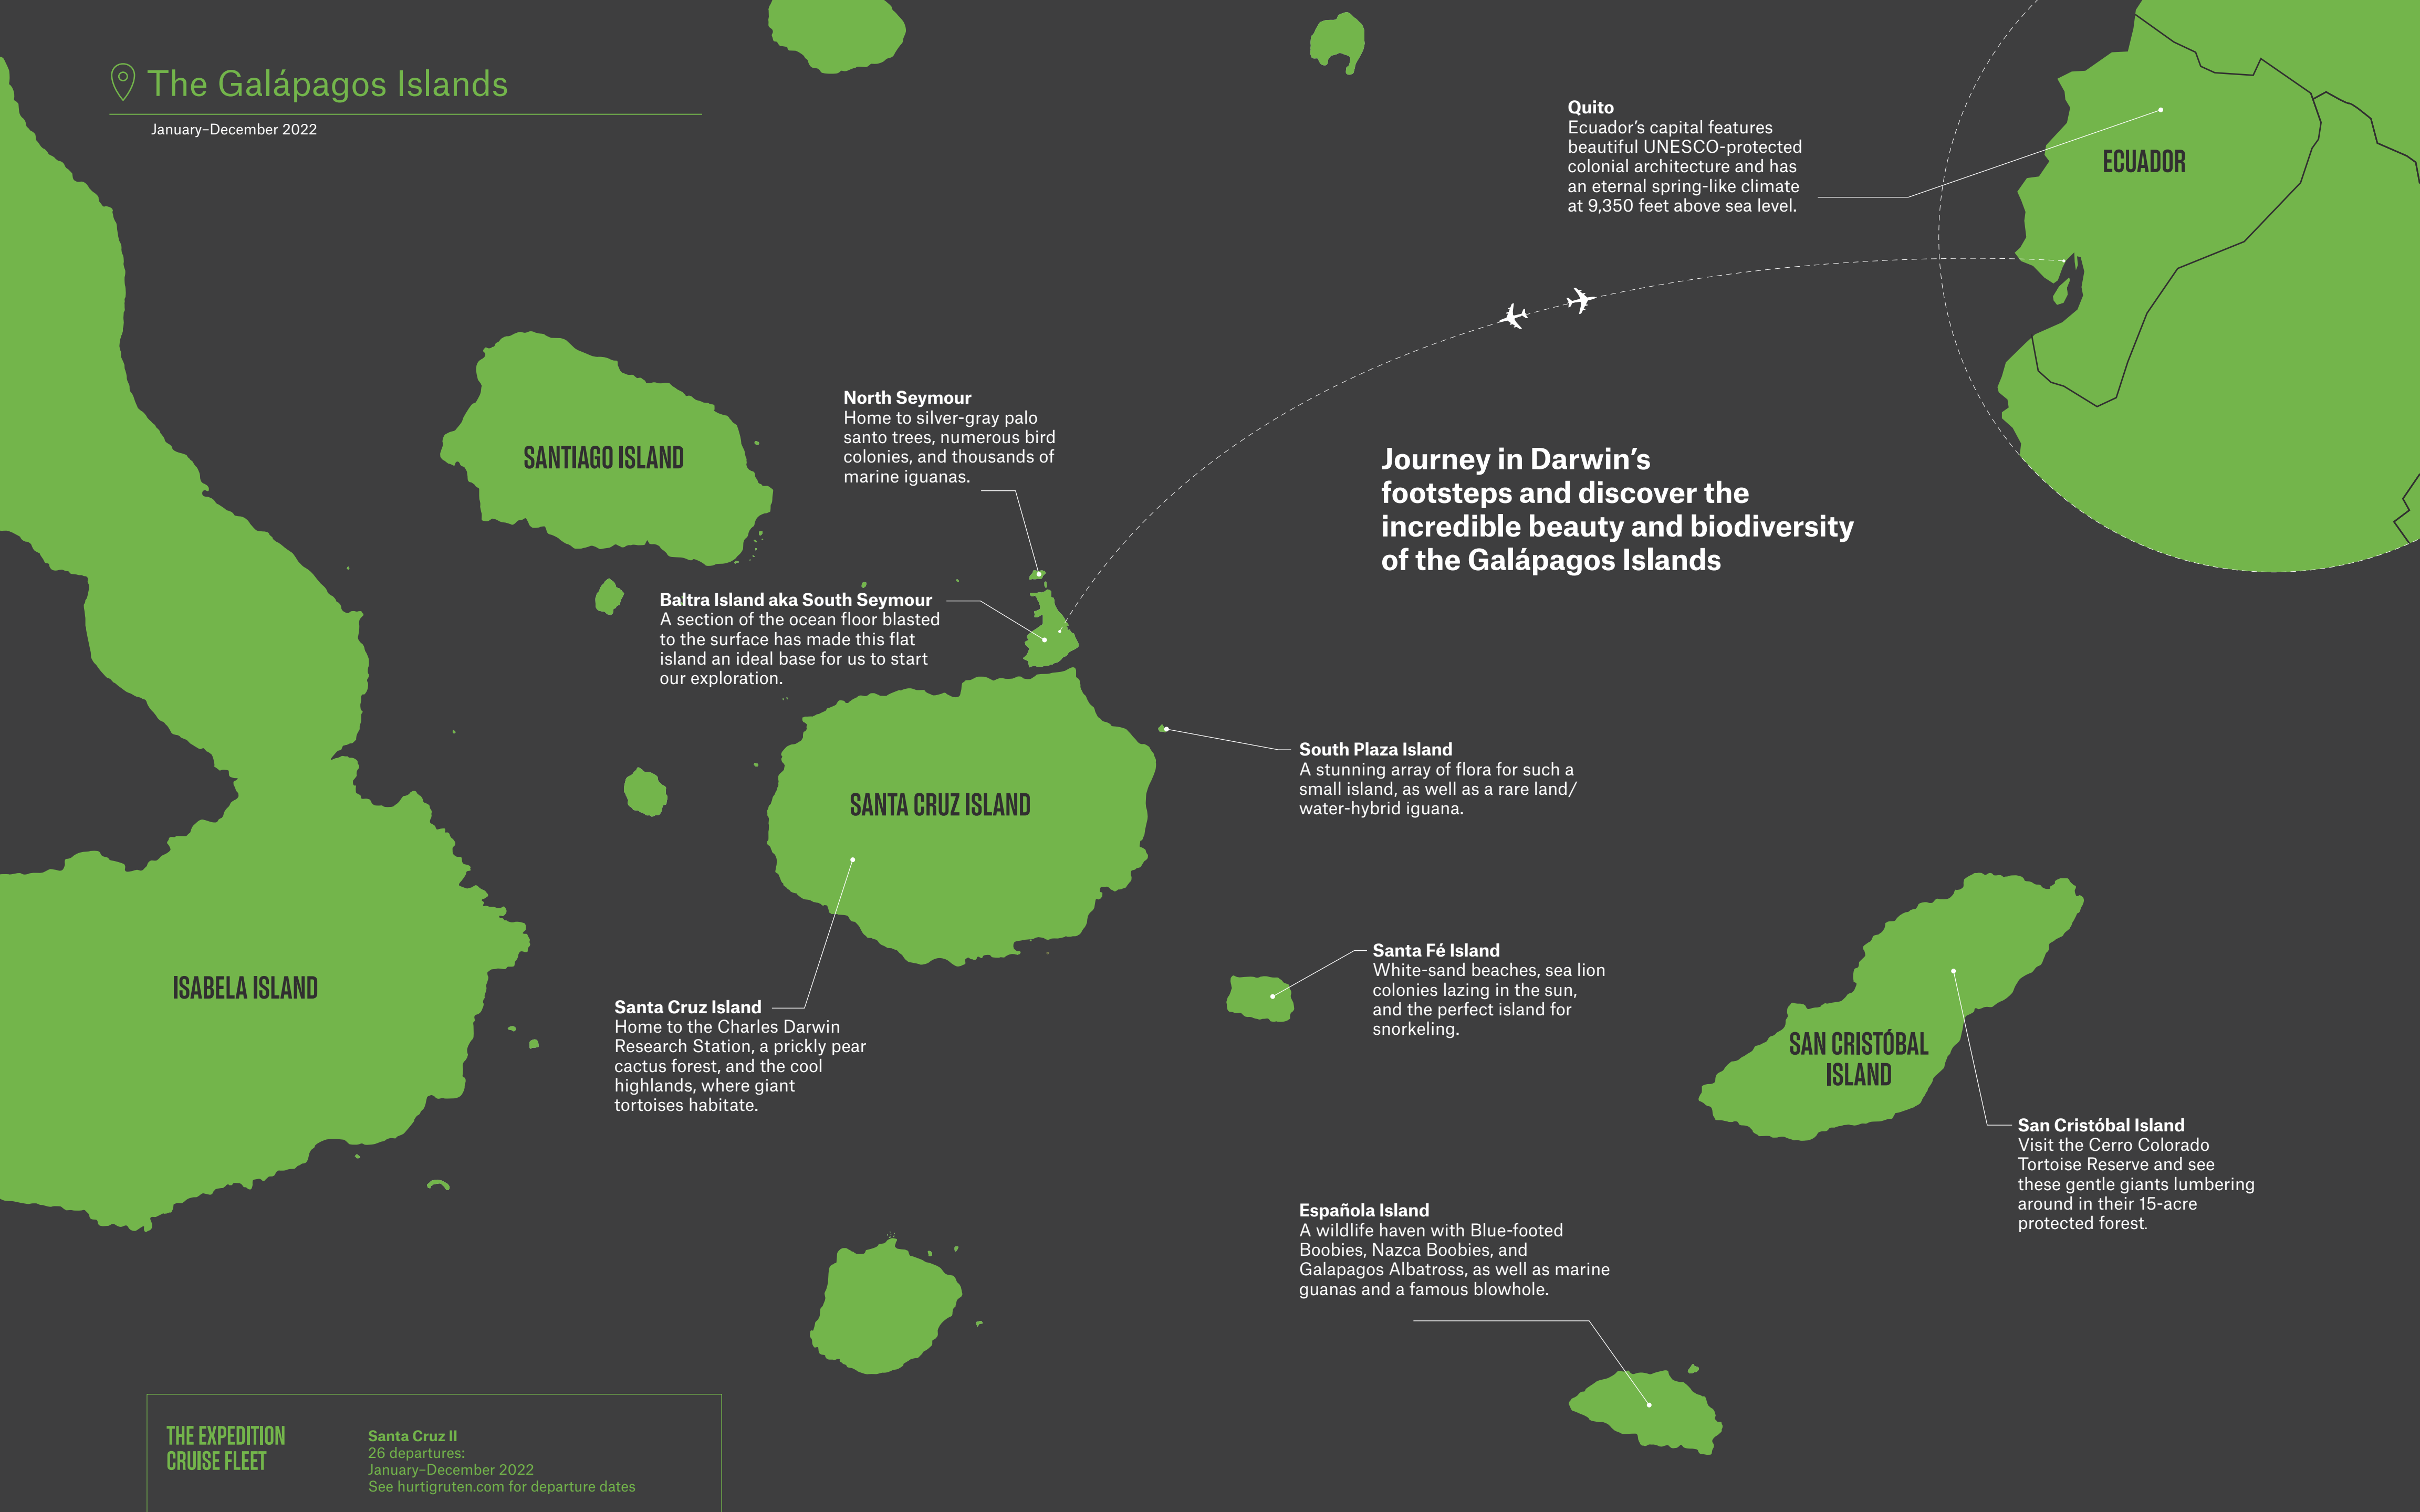 The Galápagos Islands
January–December 2022
Quito
Ecuador’s capital features
beautiful UNESCO-protected
colonial architecture and has
an eternal spring-like climate
at 9,350 feet above sea level.
ECUADOR
North Seymour
Home to silver-gray palo
santo trees, numerous bird
colonies, and thousands of
marine iguanas.
SANTIAGO ISLAND
Journey in Darwin’s
footsteps and discover the
incredible beauty and biodiversity
of the Galápagos Islands
Baltra Island aka South Seymour
A section of the ocean floor blasted
to the surface has made this flat
island an ideal base for us to start
our exploration.
South Plaza Island
A stunning array of flora for such a
small island, as well as a rare land/
water-hybrid iguana.
SANTA CRUZ ISLAND
Santa Fé Island
White-sand beaches, sea lion
colonies lazing in the sun,
and the perfect island for
snorkeling.
ISABELA ISLAND
Santa Cruz Island
Home to the Charles Darwin
Research Station, a prickly pear
cactus forest, and the cool
highlands, where giant
tortoises habitate.
SAN CRISTÓBAL
ISLAND
San Cristóbal Island
Visit the Cerro Colorado
Tortoise Reserve and see
these gentle giants lumbering
around in their 15-acre
protected forest.
Española Island
A wildlife haven with Blue-footed
Boobies, Nazca Boobies, and
Galapagos Albatross, as well as marine
guanas and a famous blowhole.
THE EXPEDITION
CRUISE FLEET
Santa Cruz II
26 departures:
January–December 2022
See hurtigruten.com for departure dates